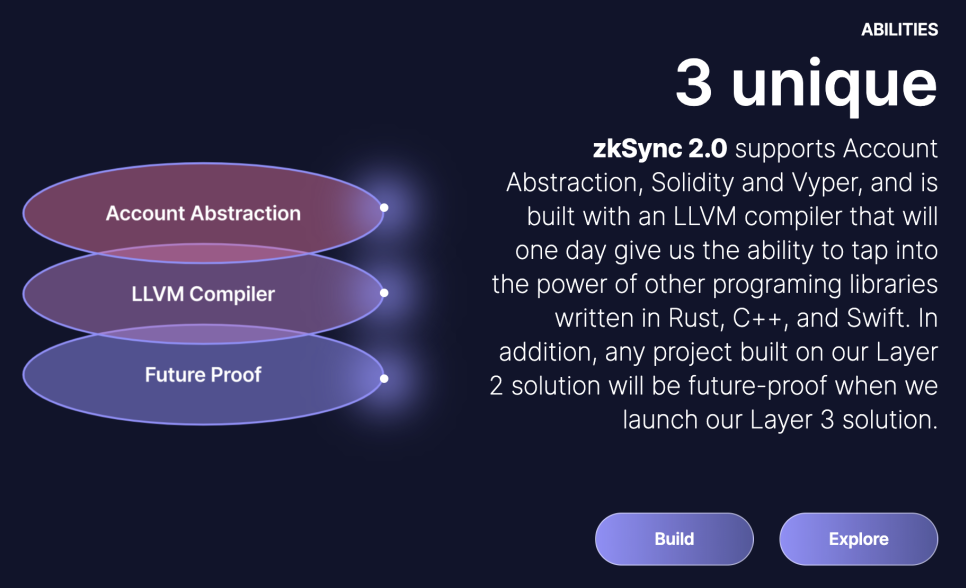 ABILITIES
3 unique
zkSync 2.0 supports Account
Abstraction, Solidity and Vyper, and is
built with an LLVM compiler that will
one day give us the ability to tap into
the power of other programing libraries
written in Rust, C++, and Swift. In
addition, any project built on our Layer
2 solution will be future-proof when we
launch our Layer 3 solution.
Account Abstraction
LLVM Compiler
Future Proof
Build
Explore